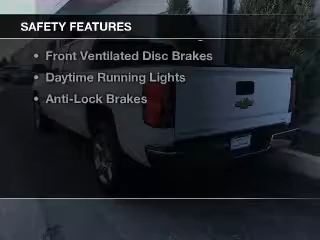 SAFETY FEATURES
• Front Ventilated Disc Brakes
• Daytime Running Lights
• Anti-Lock Brakes